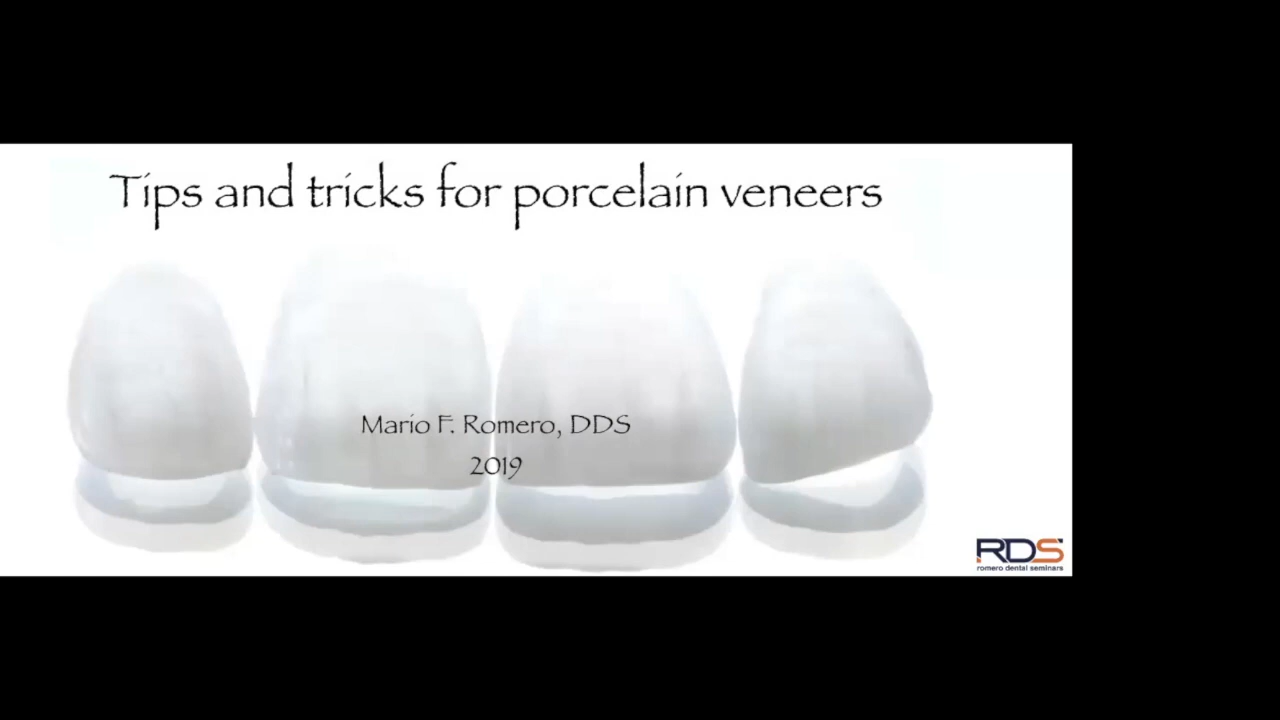 Tips and tricks for porcelain veneers
Mario F. Romero, DDS
2019
RDS
romero dental seminars